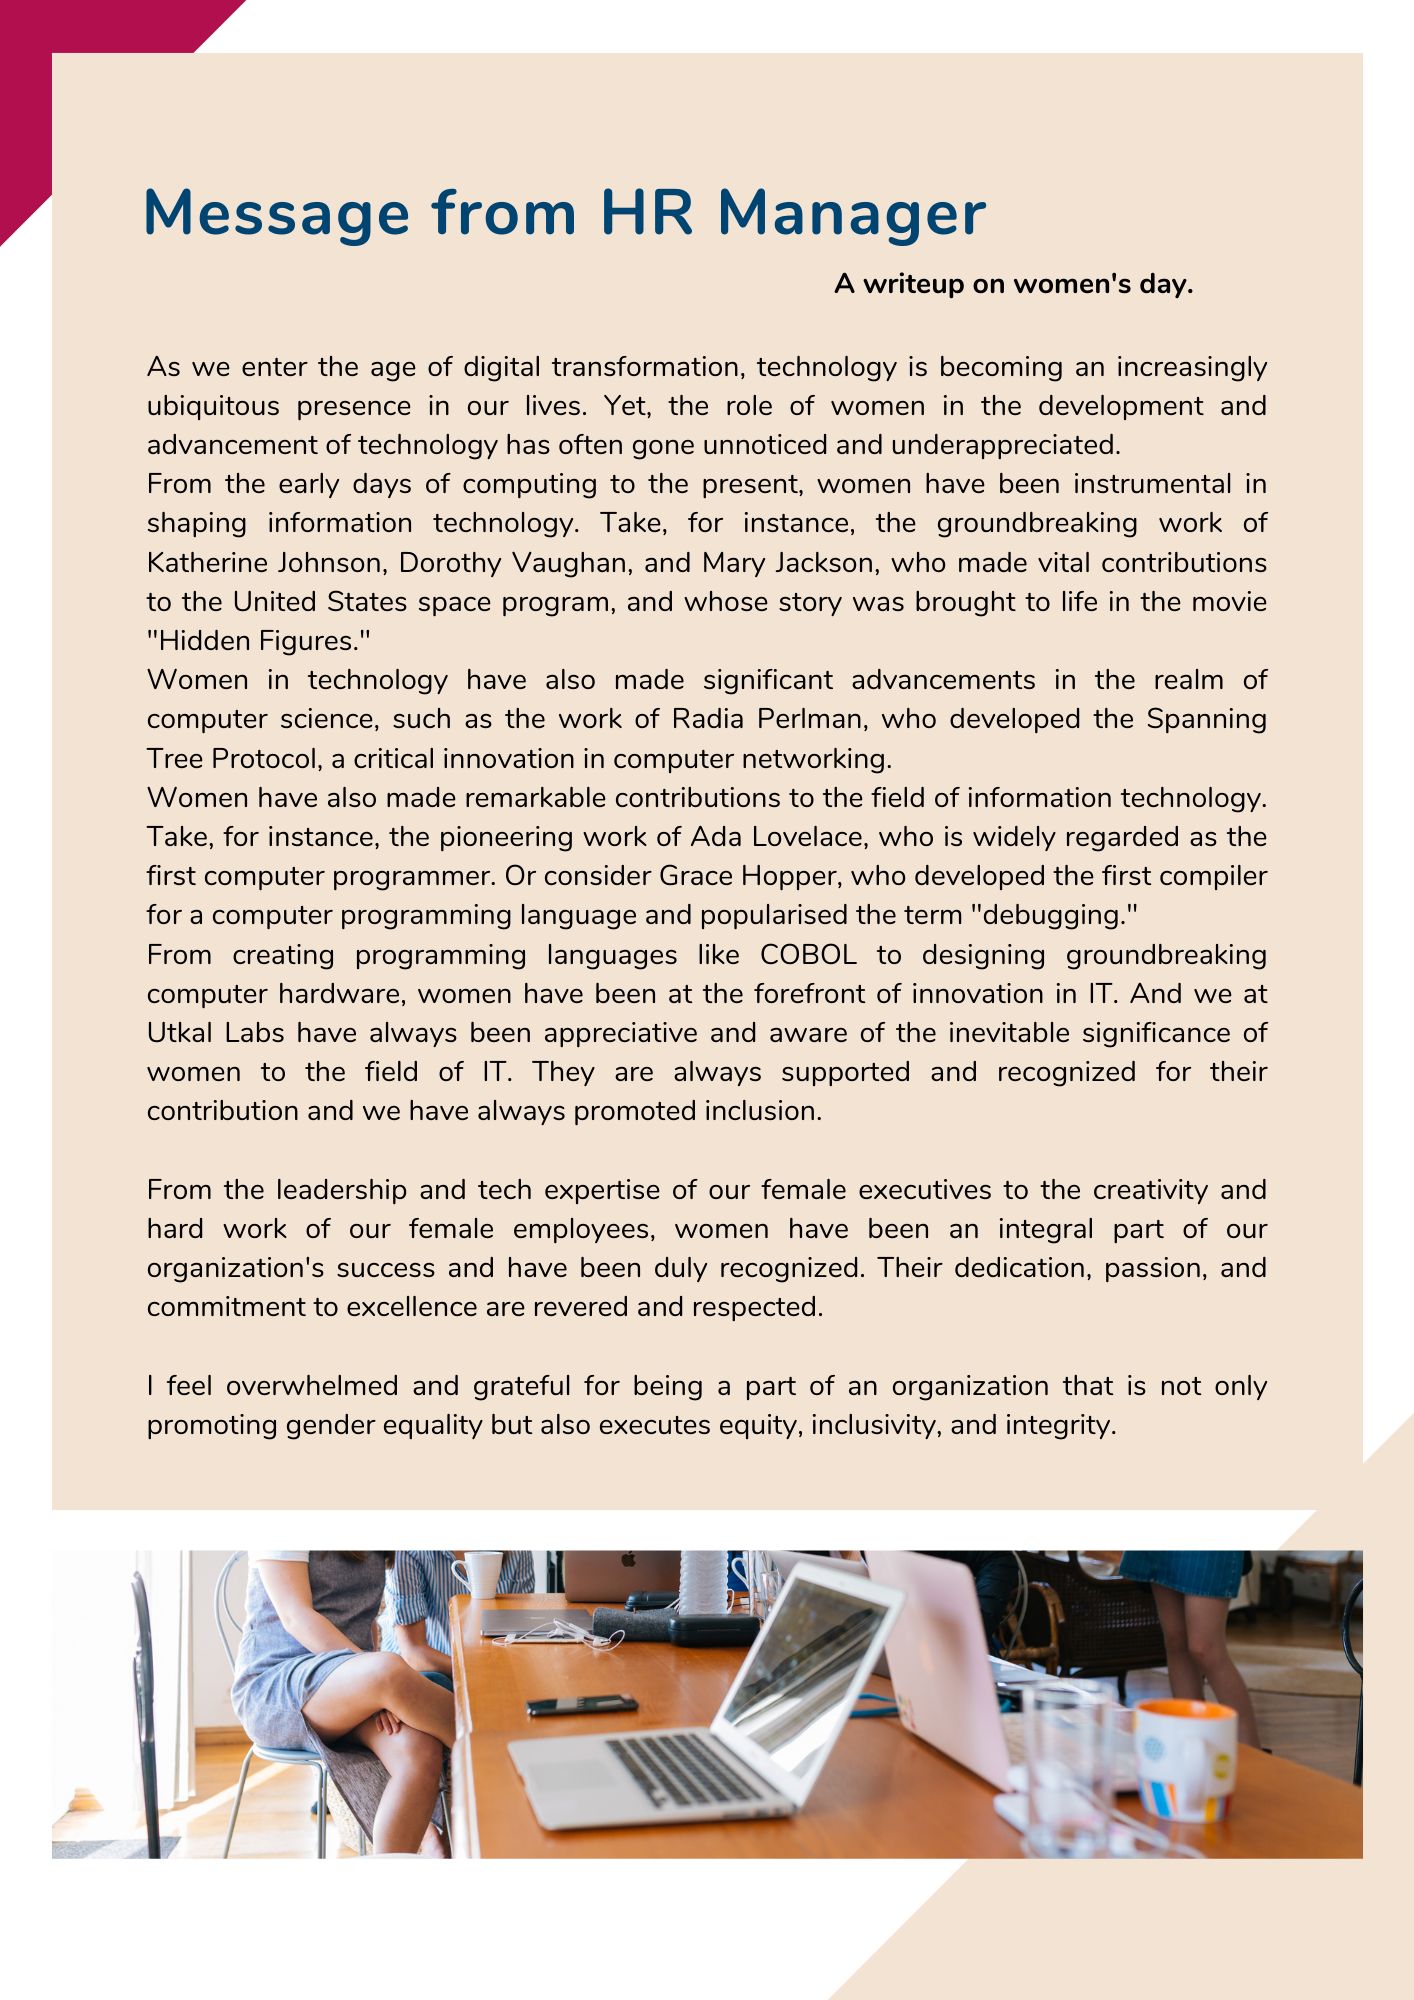 Message from HR Manager
A writeup on women's day.
As we enter the age of digital transformation, technology is becoming an increasingly
ubiquitous presence in our lives. Yet, the role of women in the development and
advancement of technology has often gone unnoticed and underappreciated.
From the early days of computing to the present, women have been instrumental in
shaping information technology. Take, for instance, the groundbreaking work of
Katherine Johnson, Dorothy Vaughan, and Mary Jackson, who made vital contributions
to the United States space program, and whose story was brought to life in the movie
"Hidden Figures."
Women in technology have also made significant advancements in the realm of
computer science, such as the work of Radia Perlman, who developed the Spanning
Tree Protocol, a critical innovation in computer networking.
Women have also made remarkable contributions to the field of information technology.
Take, for instance, the pioneering work of Ada Lovelace, who is widely regarded as the
first computer programmer. Or consider Grace Hopper, who developed the first compiler
for a computer programming language and popularised the term "debugging."
From creating programming languages like COBOL to designing groundbreaking
computer hardware, women have been at the forefront of innovation in IT. And we at
Utkal Labs have always been appreciative and aware of the inevitable significance of
women to the field of IT. They are always supported and recognized for their
contribution and we have always promoted inclusion.
From the leadership and tech expertise of our female executives to the creativity and
hard work of our female employees, women have been an integral part of our
organization's success and have been duly recognized. Their dedication, passion, and
commitment to excellence are revered and respected.
I feel overwhelmed and grateful for being a part of an organization that is not only
promoting gender equality but also executes equity, inclusivity, and integrity.